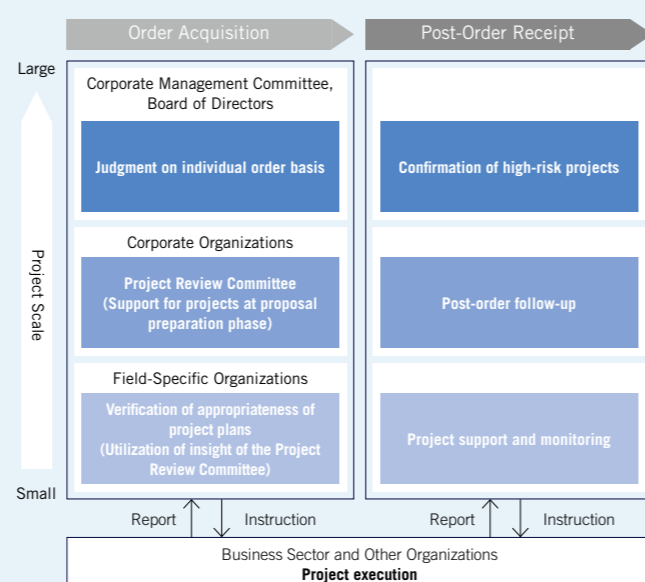 Order Acquisition
Post-Order Receipt
Large
Project Scale
Small
Corporate Management Committee,
Board of Directors
Judgment on individual order basis
Confirmation of high-risk projects
Corporate Organizations
Project Review Committee
(Support for projects at proposal
preparation phase)
Post-order follow-up
Field-Specific Organizations
Verification of appropriateness of
project plans
(Utilization of insight of the Project
Review Committee)
Project support and monitoring
Report
Instruction
Report
Instruction
Business Sector and Other Organizations
Project execution